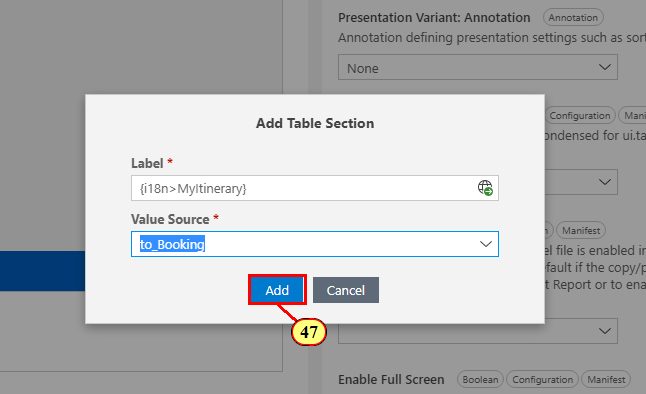 Presentation Variant: Annotation Annotation
Annotation defining presentation settings such as sort
None
Add Table Section
Configuration Mani
ondensed for ui.ta
Label *
{i18n>MyItinerary}
Value Source *
to_Booking
Manifest
el file is enabled in
efault if the copy/p
t Report or to ena
Add Cancel
47
Enable Full Screen Boolean Configuration Manifest